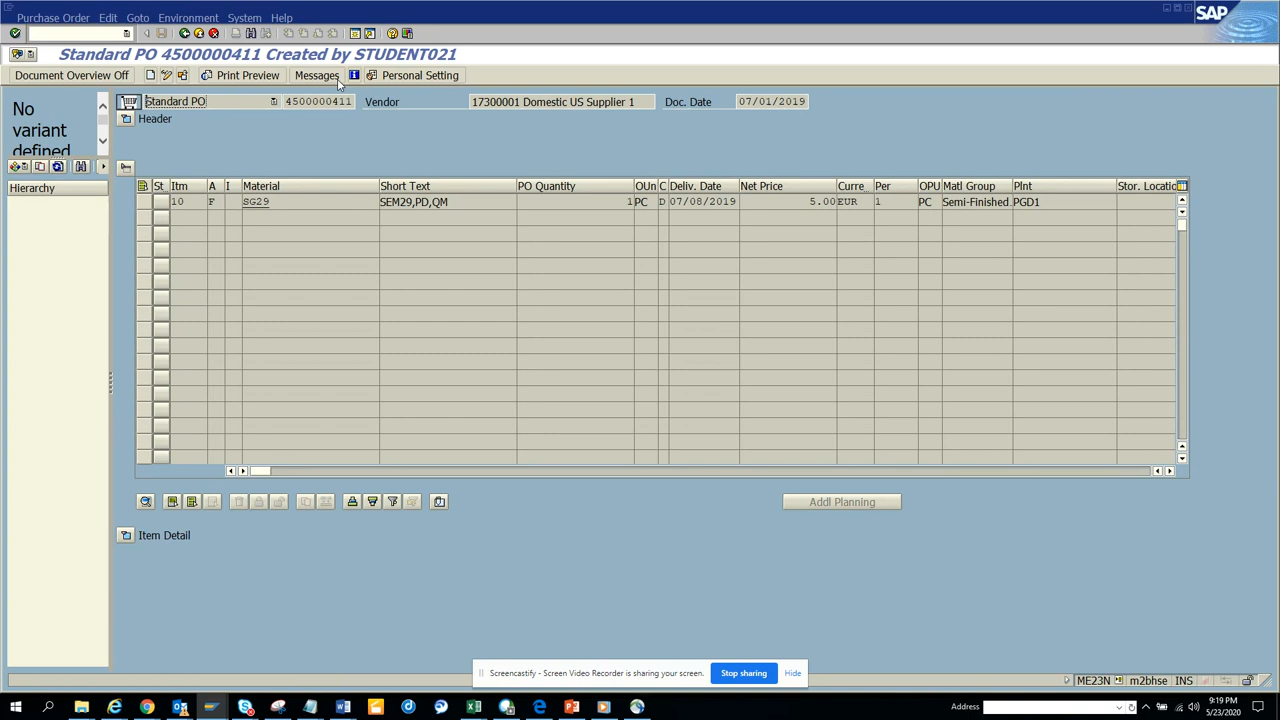 Purchase Order Edit Goto Environment System Help
SAP
Standard PO 4500000411 Created by STUDENT021
Document Overview Off Print Preview Messages Personal Setting
No variant defined
Standard PO 4500000411 Vendor 17300001 Domestic US Supplier 1 Doc. Date 07/01/2019
Header
Hierarchy
St Itm A I Material Short Text PO Quantity OUn C Deliv. Date Net Price Curre Per OPU Matl Group Plnt Stor. Locatio
10 F SG29 SEM29,PD,QM 1 PC D 07/08/2019 5.00 EUR 1 PC Semi-Finished. PGD1
Addl Planning
Item Detail
Screencastify - Screen Video Recorder is sharing your screen. Stop sharing Hide
ME23N m2bhse INS
Address
9:19 PM
5/23/2020